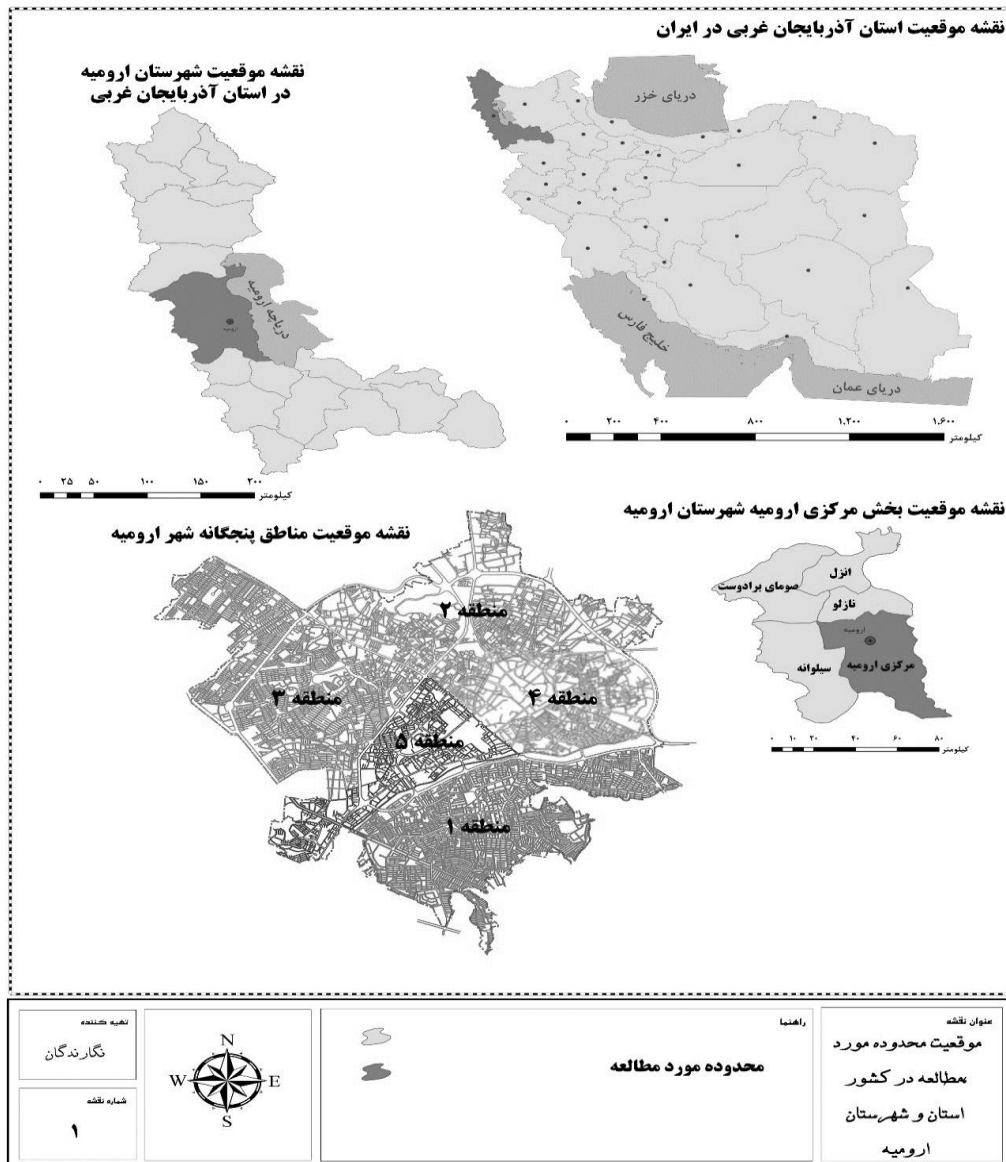 نقشه موقعیت استان آذربایجان غربی در ایران
دریای خزر
خلیج فارس
دریای عمان
۰ ۲۰۰ ۴۰۰ ۸۰۰ ۱,۲۰۰ ۱,۶۰۰
کیلومتر
نقشه موقعیت شهرستان ارومیه
در استان آذربایجان غربی
دریاچه ارومیه
ارومیه
۰ ۲۵ ۵۰ ۱۰۰ ۱۵۰ ۲۰۰
کیلومتر
نقشه موقعیت بخش مرکزی ارومیه شهرستان ارومیه
انزل
صومای برادوست
نازلو
ارومیه
سیلوانه
مرکزی ارومیه
۰ ۱۰ ۲۰ ۴۰ ۶۰ ۸۰
کیلومتر
نقشه موقعیت مناطق پنجگانه شهر ارومیه
منطقه ۲
منطقه ۳
منطقه ۴
منطقه ۵
منطقه ۱
عنوان نقشه
موقعیت محدوده مورد
مطالعه در کشور
استان و شهرستان
ارومیه
راهنما
محدوده مورد مطالعه
N
W E
S
تهیه کننده
نگارندگان
شماره نقشه
۱